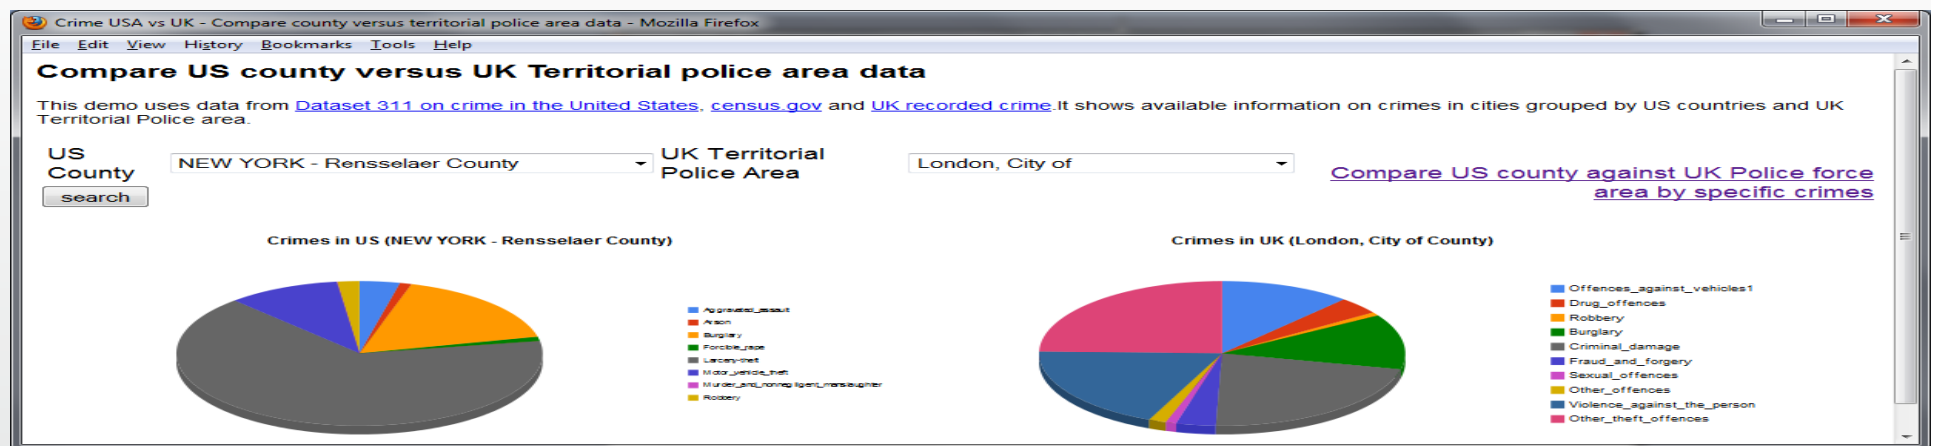 Crime USA vs UK - Compare county versus territorial police area data - Mozilla Firefox
File Edit View History Bookmarks Tools Help
Compare US county versus UK Territorial police area data
This demo uses data from Dataset 311 on crime in the United States, census.gov and UK recorded crime.It shows available information on crimes in cities grouped by US countries and UK
Territorial Police area.
US
County
NEW YORK - Rensselaer County
UK Territorial
Police Area
London, City of
Compare US county against UK Police force
area by specific crimes
search
Crimes in US (NEW YORK - Rensselaer County)
Aggravated_assault
Arson
Burglary
Forcible_rape
Larceny-theft
Motor_vehicle_theft
Murder_and_nonnegligent_manslaughter
Robbery
Crimes in UK (London, City of County)
Offences_against_vehicles1
Drug_offences
Robbery
Burglary
Criminal_damage
Fraud_and_forgery
Sexual_offences
Other_offences
Violence_against_the_person
Other_theft_offences